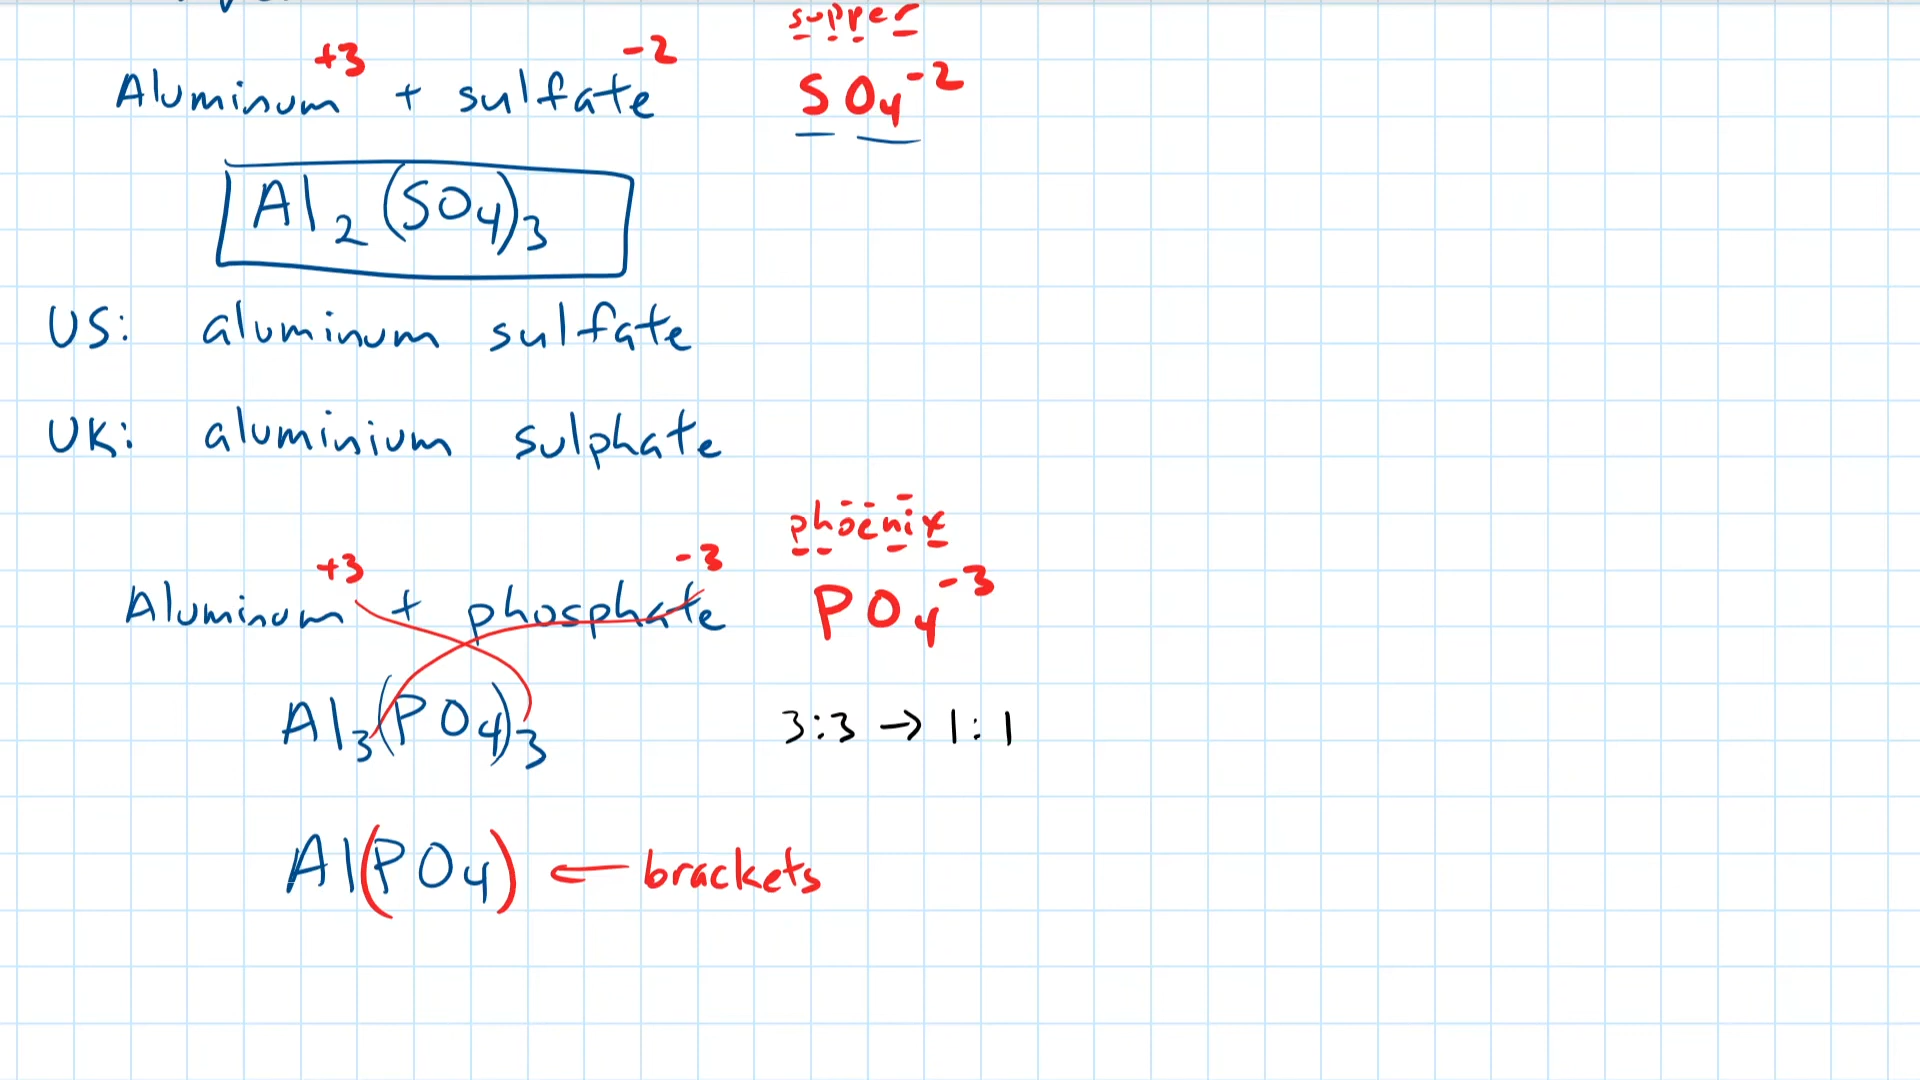 supper
Aluminum +3 + sulfate -2 SO₄⁻²
Al₂(SO₄)₃
US: aluminum sulfate
UK: aluminium sulphate
phoenix
Aluminum +3 + phosphate -3 PO₄⁻³
Al₃(PO₄)₃ 3:3 → 1:1
Al(PO₄) ← brackets